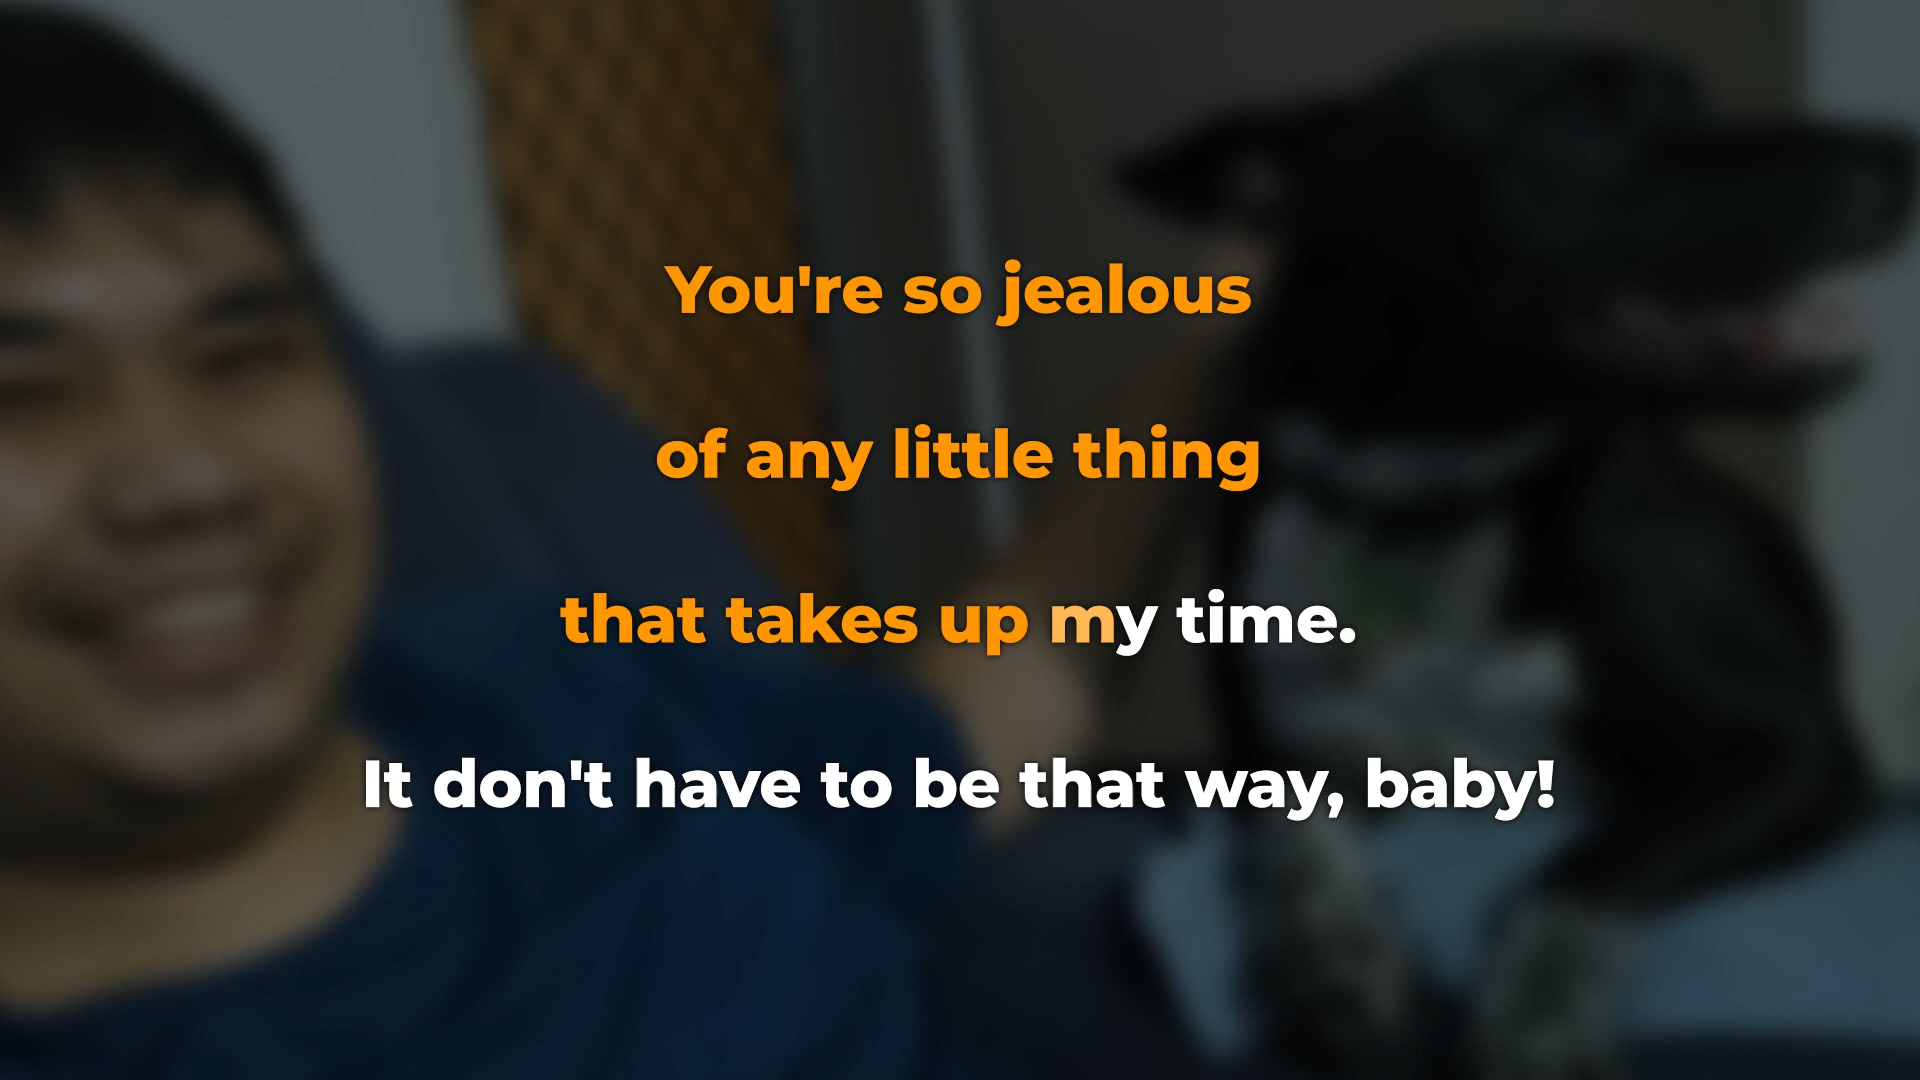 You're so jealous
of any little thing
that takes up my time.
It don't have to be that way, baby!